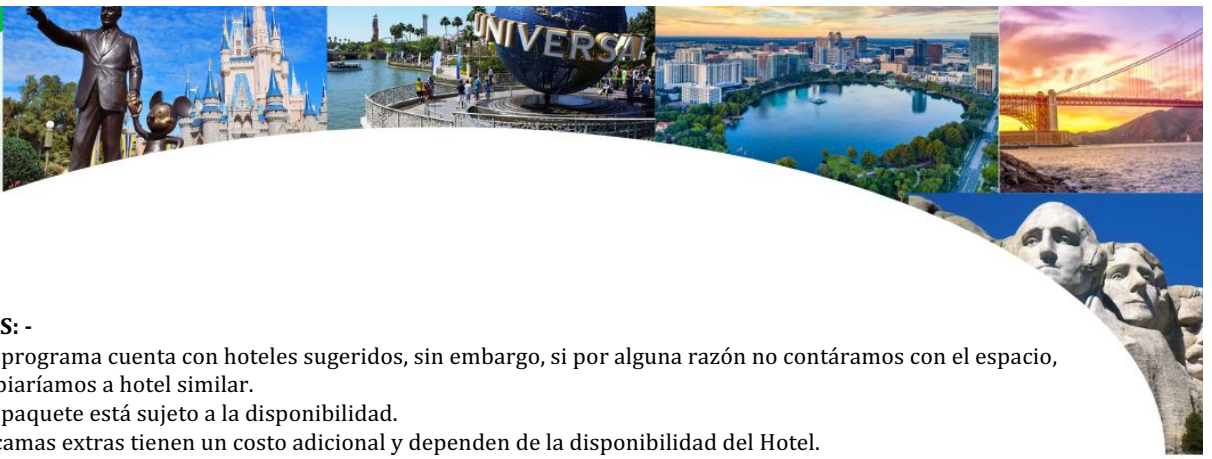 UNIVERSAL
S: -
programa cuenta con hoteles sugeridos, sin embargo, si por alguna razón no contáramos con el espacio,
biaríamos a hotel similar.
paquete está sujeto a la disponibilidad.
camas extras tienen un costo adicional y dependen de la disponibilidad del Hotel.